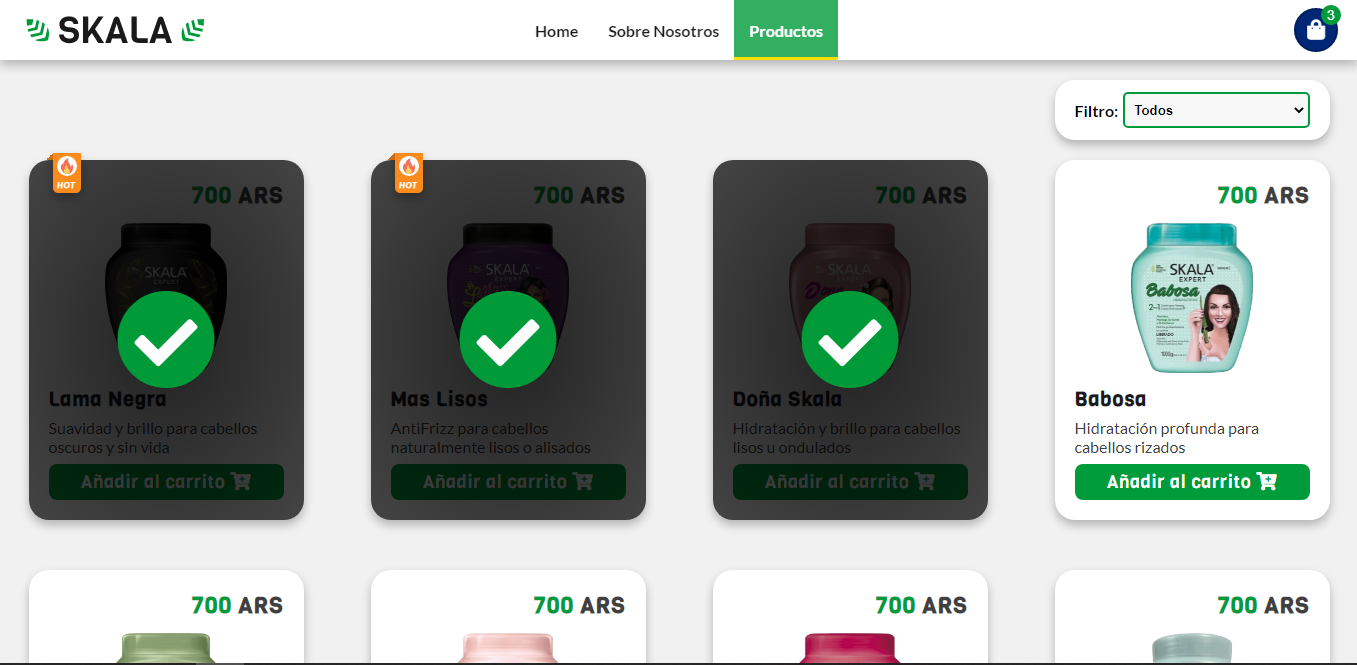 SKALA
Home
Sobre Nosotros
Productos
3
Filtro:
Todos
HOT
700 ARS
SKALA
EXPERT
Lama Negra
Suavidad y brillo para cabellos
oscuros y sin vida
Añadir al carrito
HOT
700 ARS
SKALA
EXPERT
Mas Lisos
AntiFrizz para cabellos
naturalmente lisos o alisados
Añadir al carrito
700 ARS
SKALA
EXPERT
Doña Skala
Hidratación y brillo para cabellos
lisos u ondulados
Añadir al carrito
700 ARS
SKALA
EXPERT
Babosa
Babosa
Hidratación profunda para
cabellos rizados
Añadir al carrito
700 ARS
700 ARS
700 ARS
700 ARS